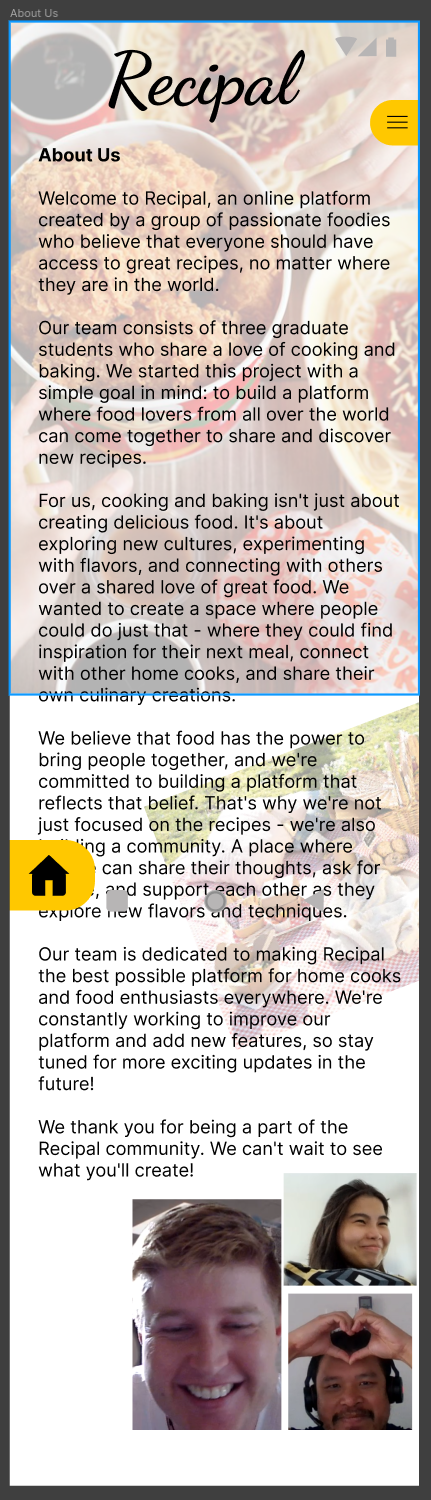 About Us
Recipal
About Us
Welcome to Recipal, an online platform
created by a group of passionate foodies
who believe that everyone should have
access to great recipes, no matter where
they are in the world.
Our team consists of three graduate
students who share a love of cooking and
baking. We started this project with a
simple goal in mind: to build a platform
where food lovers from all over the world
can come together to share and discover
new recipes.
For us, cooking and baking isn't just about
creating delicious food. It's about
exploring new cultures, experimenting
with flavors, and connecting with others
over a shared love of great food. We
wanted to create a space where people
could do just that - where they could find
inspiration for their next meal, connect
with other home cooks, and share their
own culinary creations.
We believe that food has the power to
bring people together, and we're
committed to building a platform that
reflects that belief. That's why we're not
just focused on the recipes - we're also
a community. A place where
can share their thoughts, ask for
and support each other as they
explore new flavors and techniques.
Our team is dedicated to making Recipal
the best possible platform for home cooks
and food enthusiasts everywhere. We're
constantly working to improve our
platform and add new features, so stay
tuned for more exciting updates in the
future!
We thank you for being a part of the
Recipal community. We can't wait to see
what you'll create!